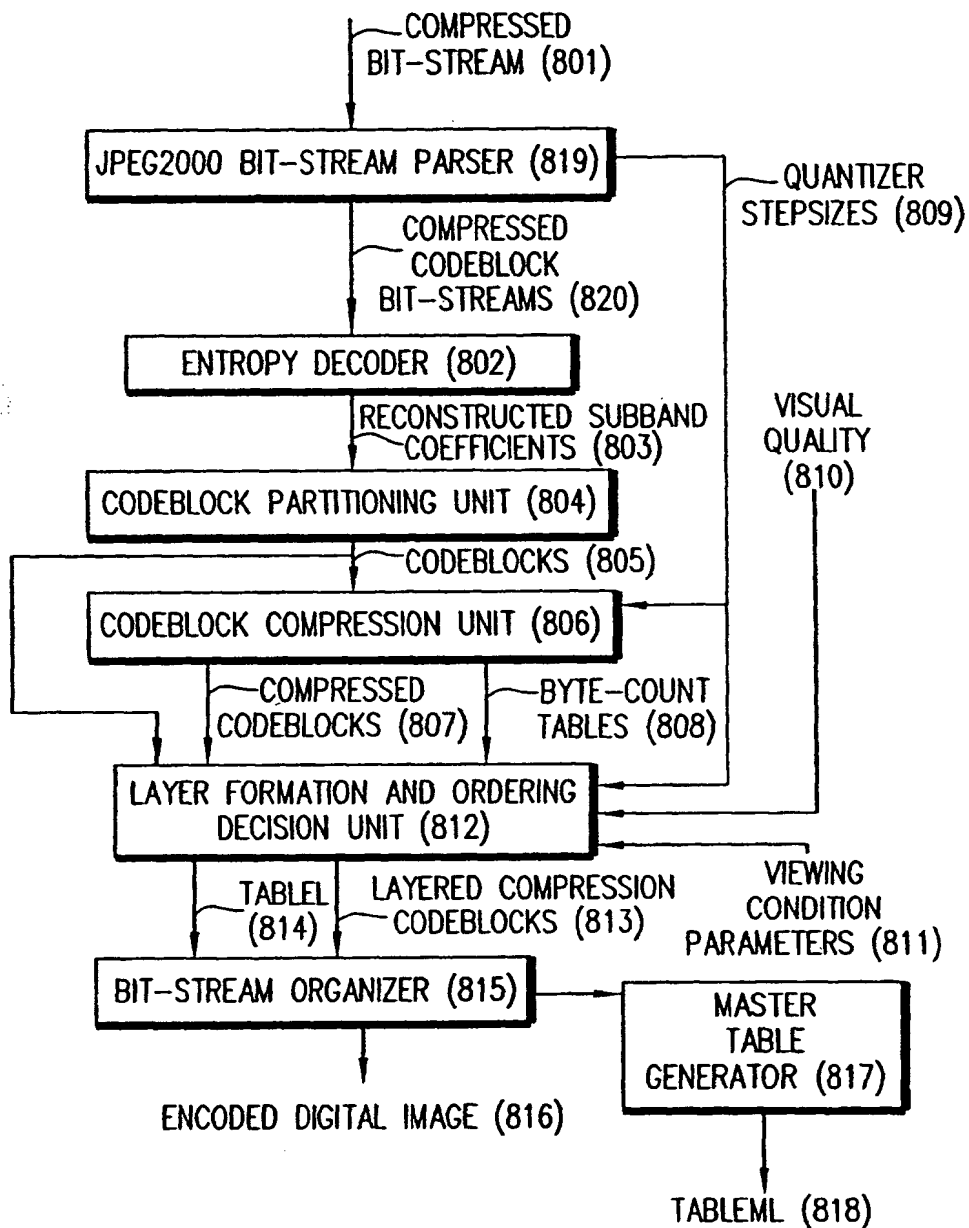 COMPRESSED
BIT-STREAM (801)
JPEG2000 BIT-STREAM PARSER (819)
QUANTIZER
STEPSIZES (809)
COMPRESSED
CODEBLOCK
BIT-STREAMS (820)
ENTROPY DECODER (802)
VISUAL
QUALITY
(810)
RECONSTRUCTED SUBBAND
COEFFICIENTS (803)
CODEBLOCK PARTITIONING UNIT (804)
CODEBLOCKS (805)
CODEBLOCK COMPRESSION UNIT (806)
COMPRESSED
CODEBLOCKS (807)
BYTE-COUNT
TABLES (808)
LAYER FORMATION AND ORDERING
DECISION UNIT (812)
VIEWING
CONDITION
PARAMETERS (811)
TABLEL
(814)
LAYERED COMPRESSION
CODEBLOCKS (813)
BIT-STREAM ORGANIZER (815)
MASTER
TABLE
GENERATOR (817)
ENCODED DIGITAL IMAGE (816)
TABLEML (818)